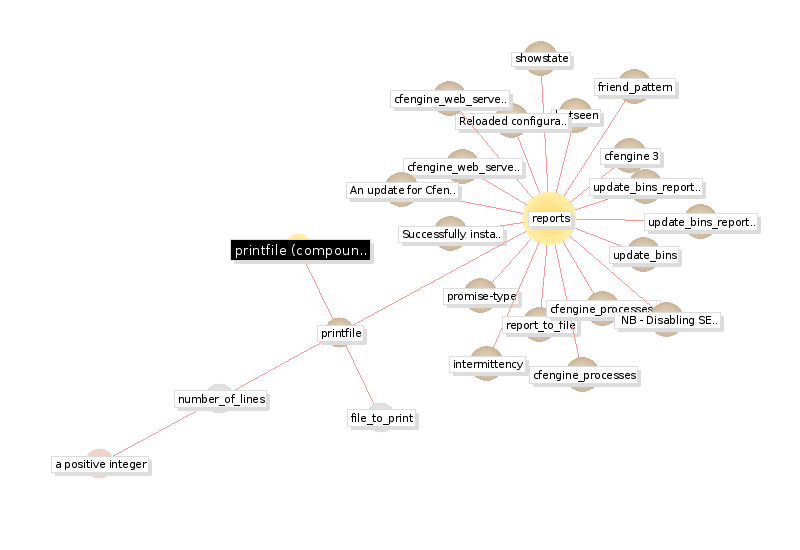 showstate
friend_pattern
cfengine_web_serve..
Reloaded configura..
tseen
cfengine 3
cfengine_web_serve..
An update for Cfen..
update_bins_report..
reports
update_bins_report..
Successfully insta..
printfile (compoun..
update_bins
promise-type
cfengine_processes
NB - Disabling SE..
report_to_file
printfile
intermittency
cfengine_processes
number_of_lines
file_to_print
a positive integer